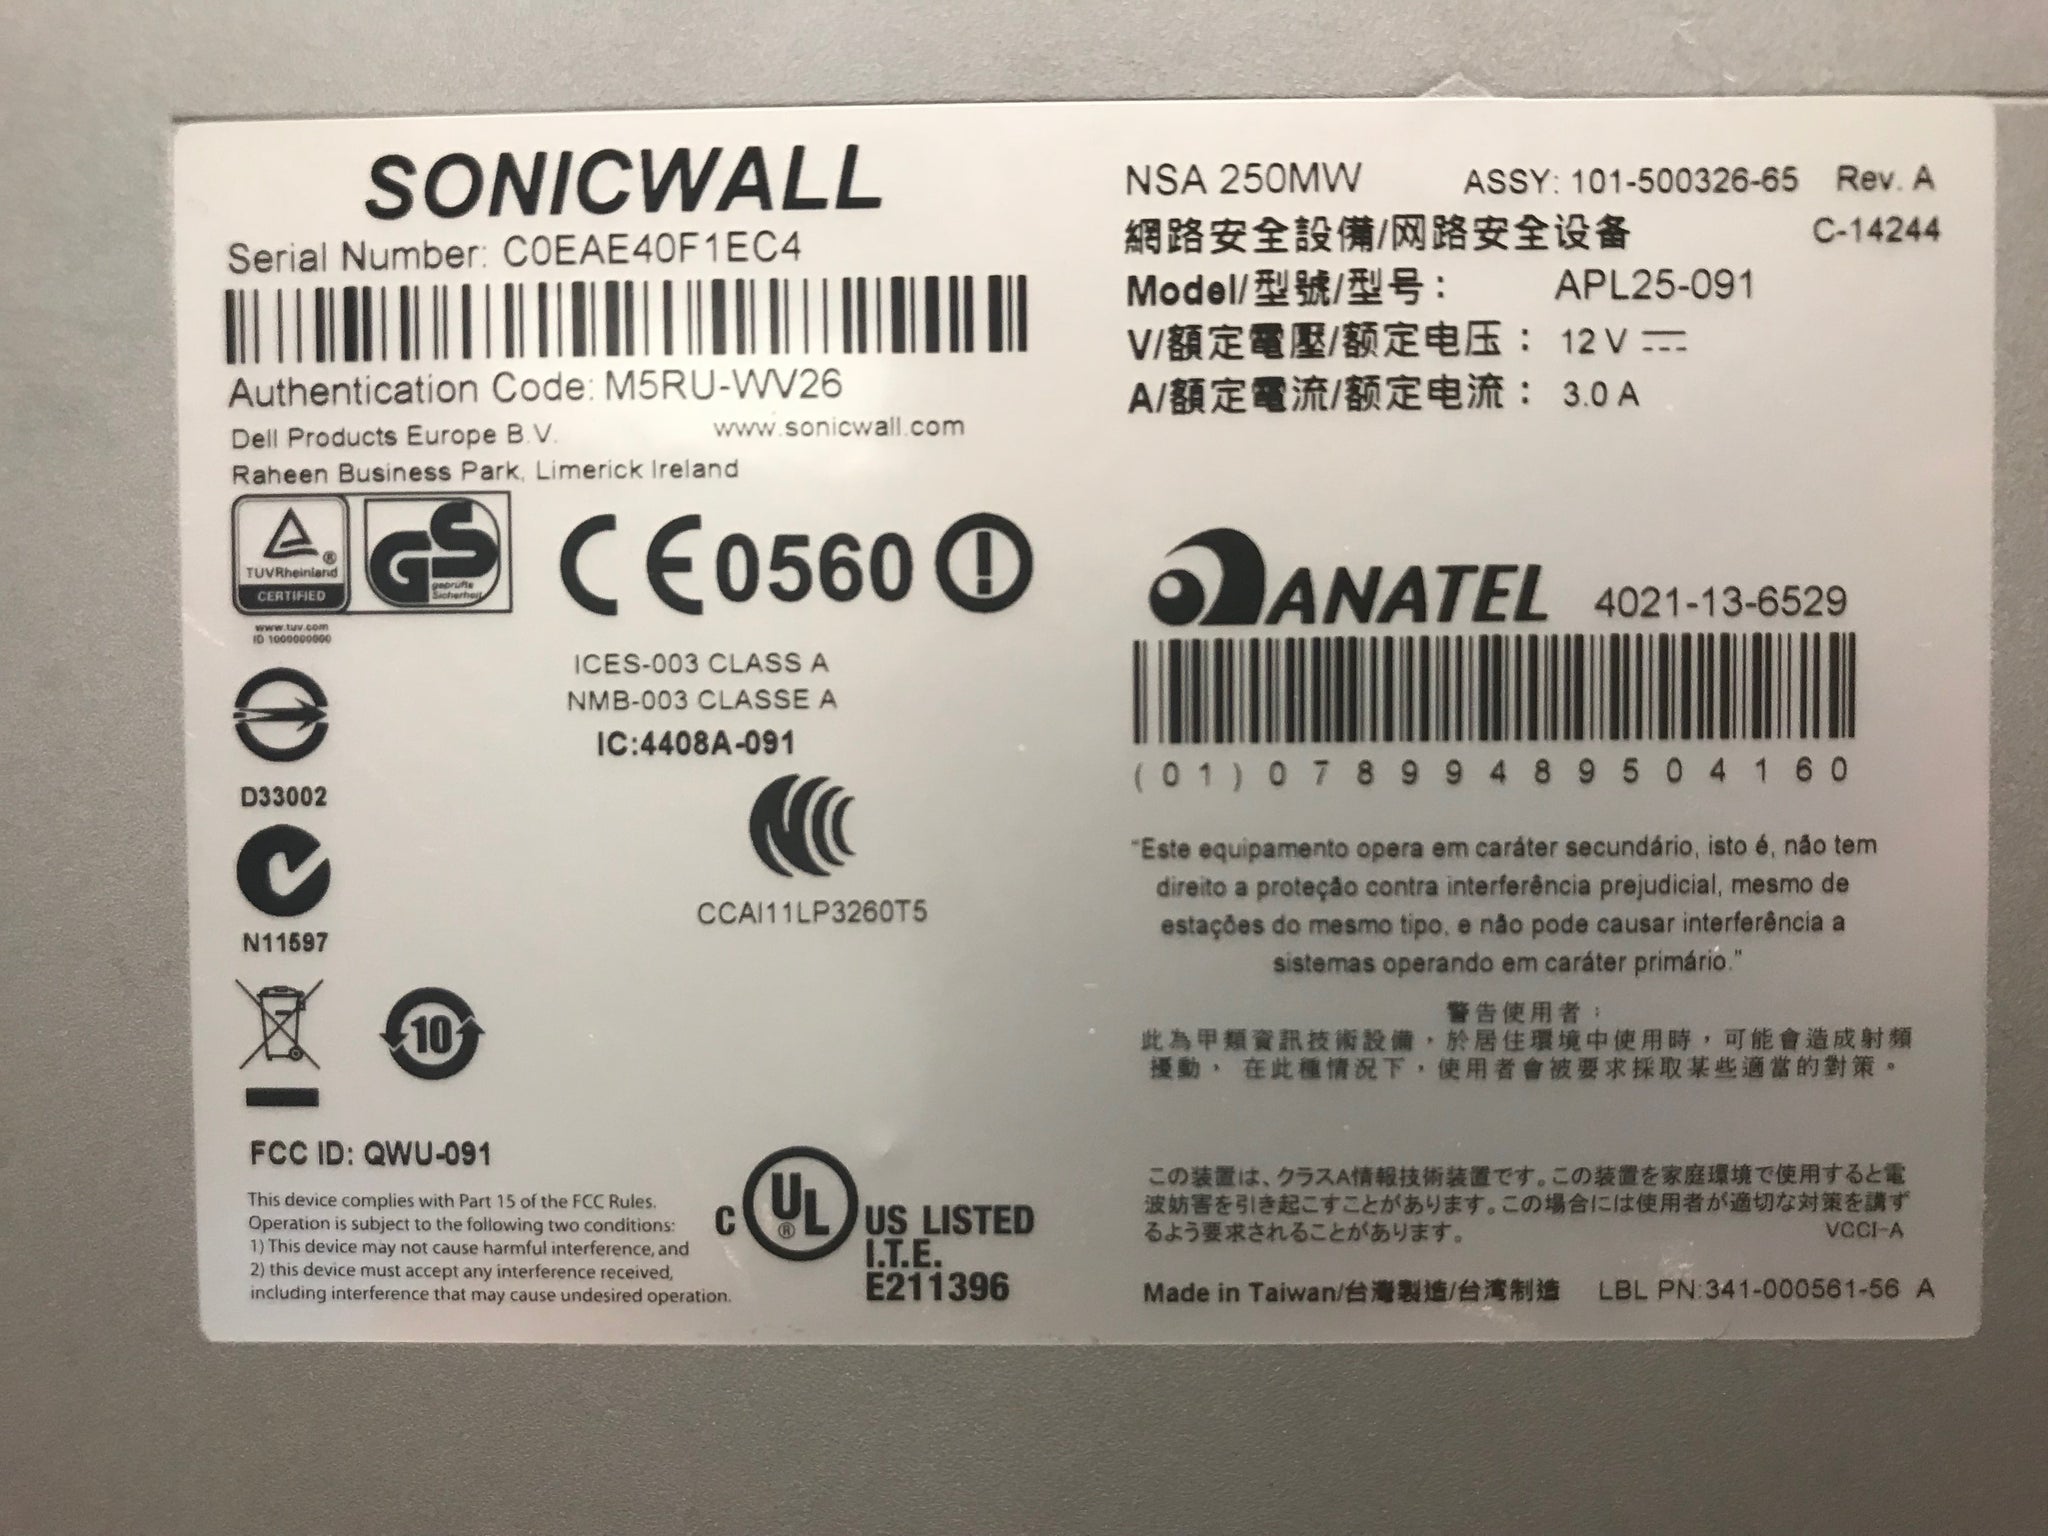 SONICWALL
Serial Number: C0EAE40F1EC4
Authentication Code: M5RU-WV26
Dell Products Europe B.V. www.sonicwall.com
Raheen Business Park, Limerick Ireland
TÜVRheinland ®
CERTIFIED
GS
geprüfte
Sicherheit
www.tuv.com
ID 1000000000
CE0560
ICES-003 CLASS A
NMB-003 CLASSE A
IC:4408A-091
D33002
N11597
CCAI11LP3260T5
10
FCC ID: QWU-091
This device complies with Part 15 of the FCC Rules.
Operation is subject to the following two conditions:
1) This device may not cause harmful interference, and
2) this device must accept any interference received,
including interference that may cause undesired operation.
C UL ® US LISTED
I.T.E.
E211396
NSA 250MW ASSY: 101-500326-65 Rev. A
網路安全設備/网路安全设备 C-14244
Model/型號/型号: APL25-091
V/額定電壓/额定电压: 12 V
A/額定電流/额定电流: 3.0 A
ANATEL 4021-13-6529
(01)07899489504160
"Este equipamento opera em caráter secundário, isto é, não tem
direito a proteção contra interferência prejudicial, mesmo de
estações do mesmo tipo, e não pode causar interferência a
sistemas operando em caráter primário."
警告使用者:
此為甲類資訊技術設備,於居住環境中使用時,可能會造成射頻
擾動, 在此種情況下,使用者會被要求採取某些適當的對策。
この装置は、クラスA情報技術装置です。この装置を家庭環境で使用すると電
波妨害を引き起こすことがあります。この場合には使用者が適切な対策を講ず
るよう要求されることがあります。 VCCI-A
Made in Taiwan/台灣製造/台湾制造 LBL PN:341-000561-56 A